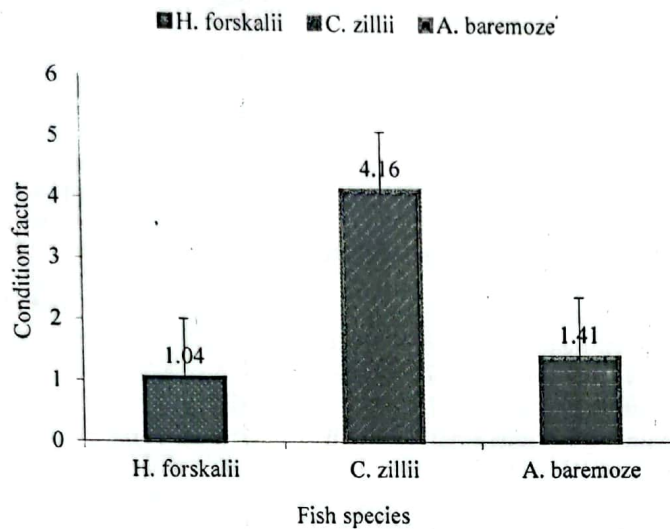 H. forskalii C. zillii A. baremoze
6
5
4
3
2
1
0
Condition factor
4.16
1.41
1.04
H. forskalii C. zillii A. baremoze
Fish species